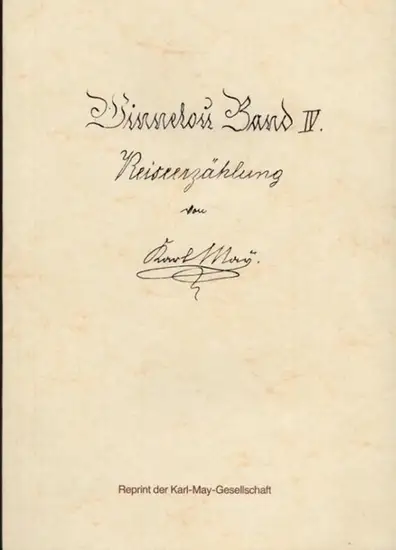 Winnetou Band IV.
Reiseerzählung
von
Karl May.
Reprint der Karl-May-Gesellschaft